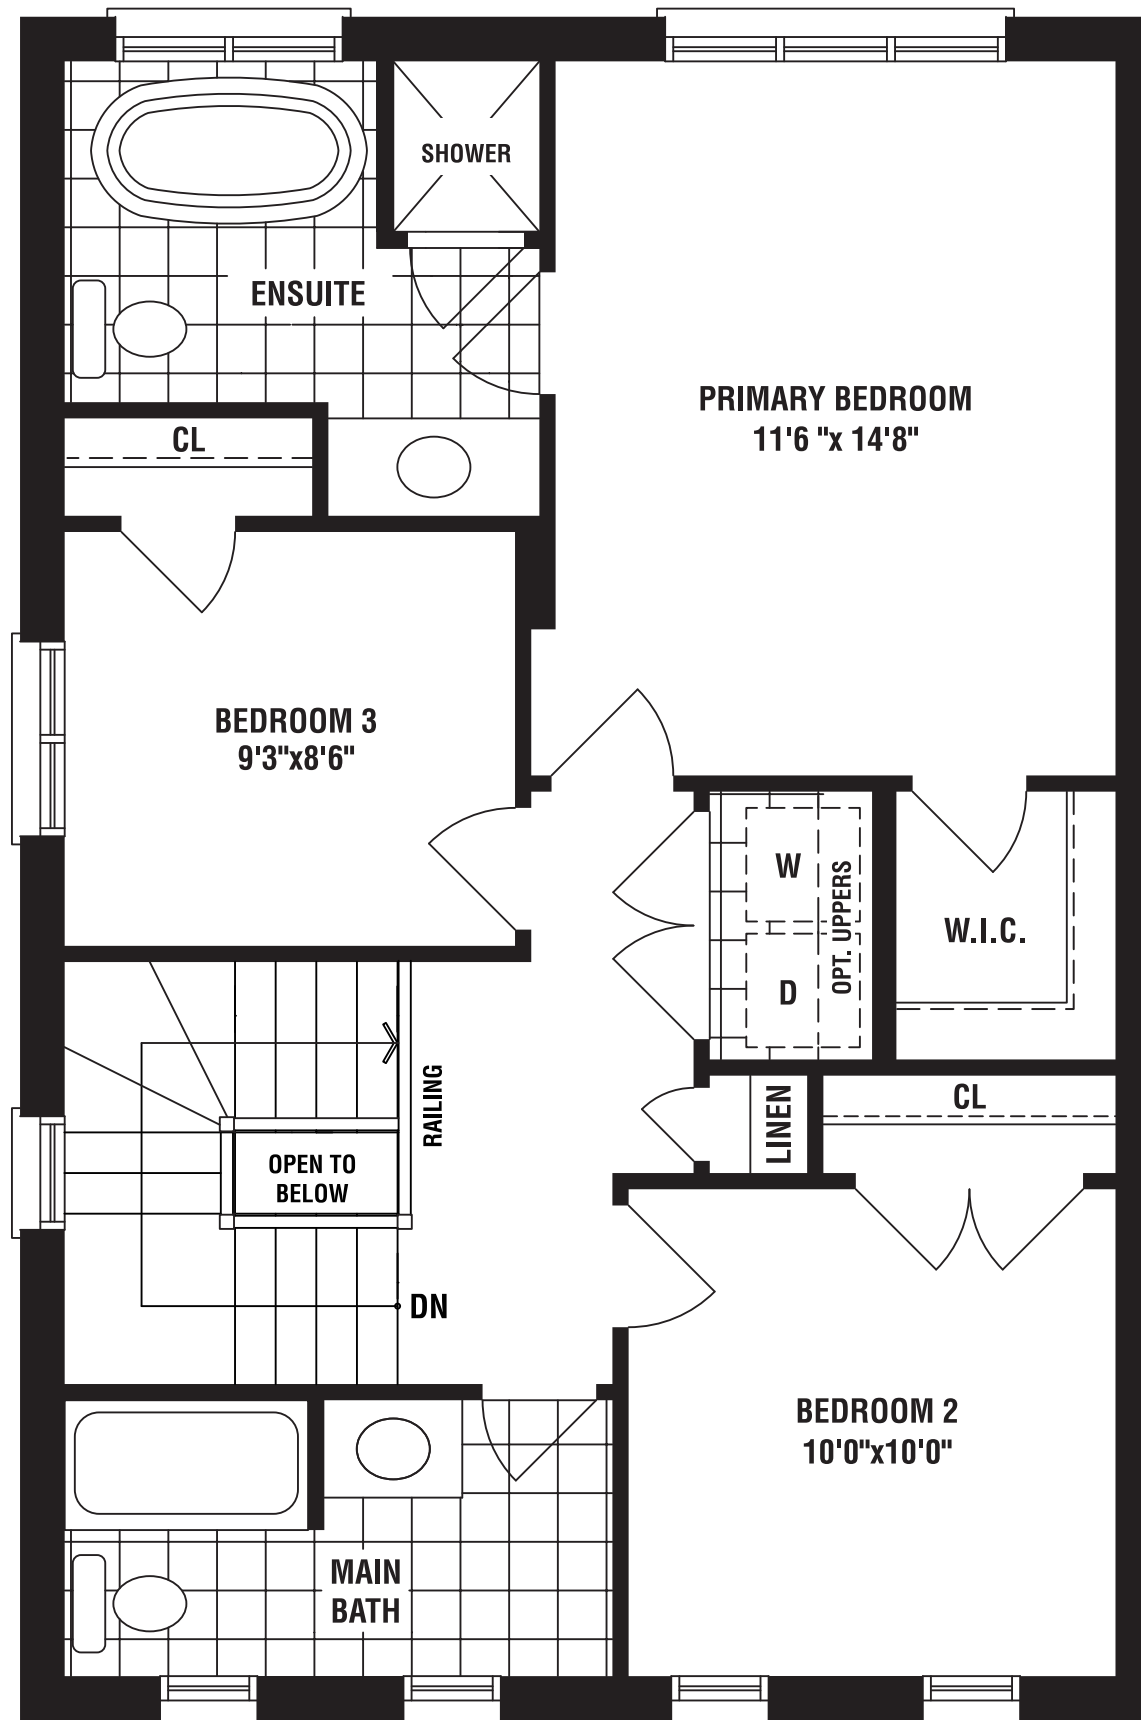 SHOWER
ENSUITE
PRIMARY BEDROOM
11'6 "x 14'8"
CL
BEDROOM 3
9'3"x8'6"
W
OPT. UPPERS
D
W.I.C.
RAILING
LINEN
CL
OPEN TO
BELOW
DN
BEDROOM 2
10'0"x10'0"
MAIN
BATH